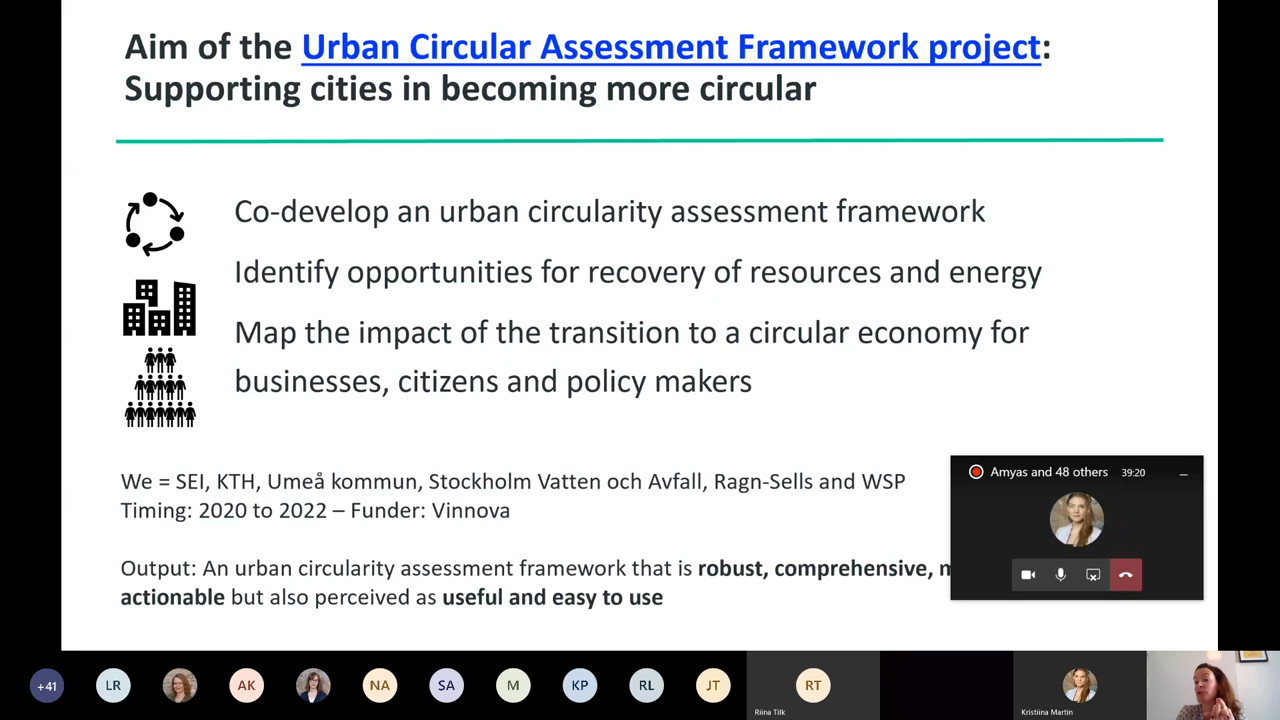 Aim of the Urban Circular Assessment Framework project:
Supporting cities in becoming more circular
Co-develop an urban circularity assessment framework
Identify opportunities for recovery of resources and energy
Map the impact of the transition to a circular economy for
businesses, citizens and policy makers
We = SEI, KTH, Umeå kommun, Stockholm Vatten och Avfall, Ragn-Sells and WSP
Timing: 2020 to 2022 – Funder: Vinnova
Output: An urban circularity assessment framework that is robust, comprehensive,
actionable but also perceived as useful and easy to use
Amyas and 48 others 39:20
+41 LR AK NA SA M KP RL JT RT
Riina Tilk
Kristiina Martin